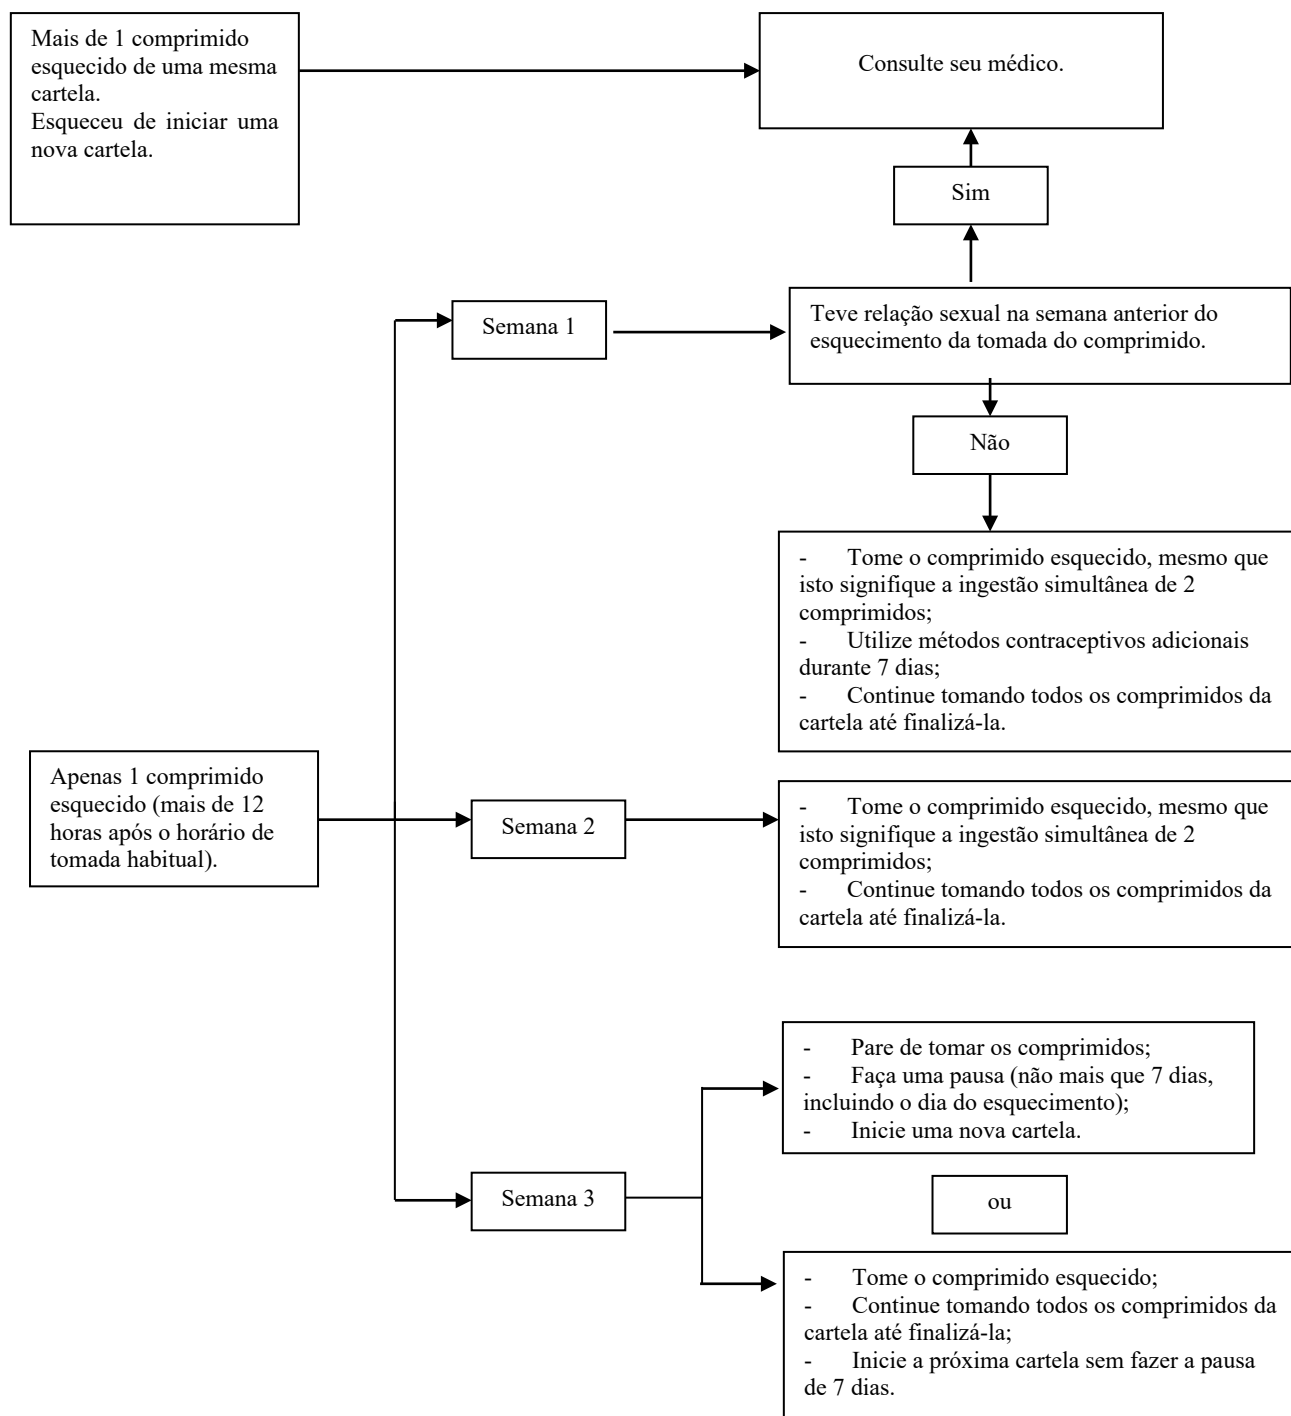 Mais de 1 comprimido
esquecido de uma mesma
cartela.
Esqueceu de iniciar uma
nova cartela.
Consulte seu médico.
Sim
Semana 1
Teve relação sexual na semana anterior do
esquecimento da tomada do comprimido.
Não
- Tome o comprimido esquecido, mesmo que
isto signifique a ingestão simultânea de 2
comprimidos;
- Utilize métodos contraceptivos adicionais
durante 7 dias;
- Continue tomando todos os comprimidos da
cartela até finalizá-la.
Apenas 1 comprimido
esquecido (mais de 12
horas após o horário de
tomada habitual).
Semana 2
- Tome o comprimido esquecido, mesmo que
isto signifique a ingestão simultânea de 2
comprimidos;
- Continue tomando todos os comprimidos da
cartela até finalizá-la.
Semana 3
- Pare de tomar os comprimidos;
- Faça uma pausa (não mais que 7 dias,
incluindo o dia do esquecimento);
- Inicie uma nova cartela.
ou
- Tome o comprimido esquecido;
- Continue tomando todos os comprimidos da
cartela até finalizá-la;
- Inicie a próxima cartela sem fazer a pausa
de 7 dias.